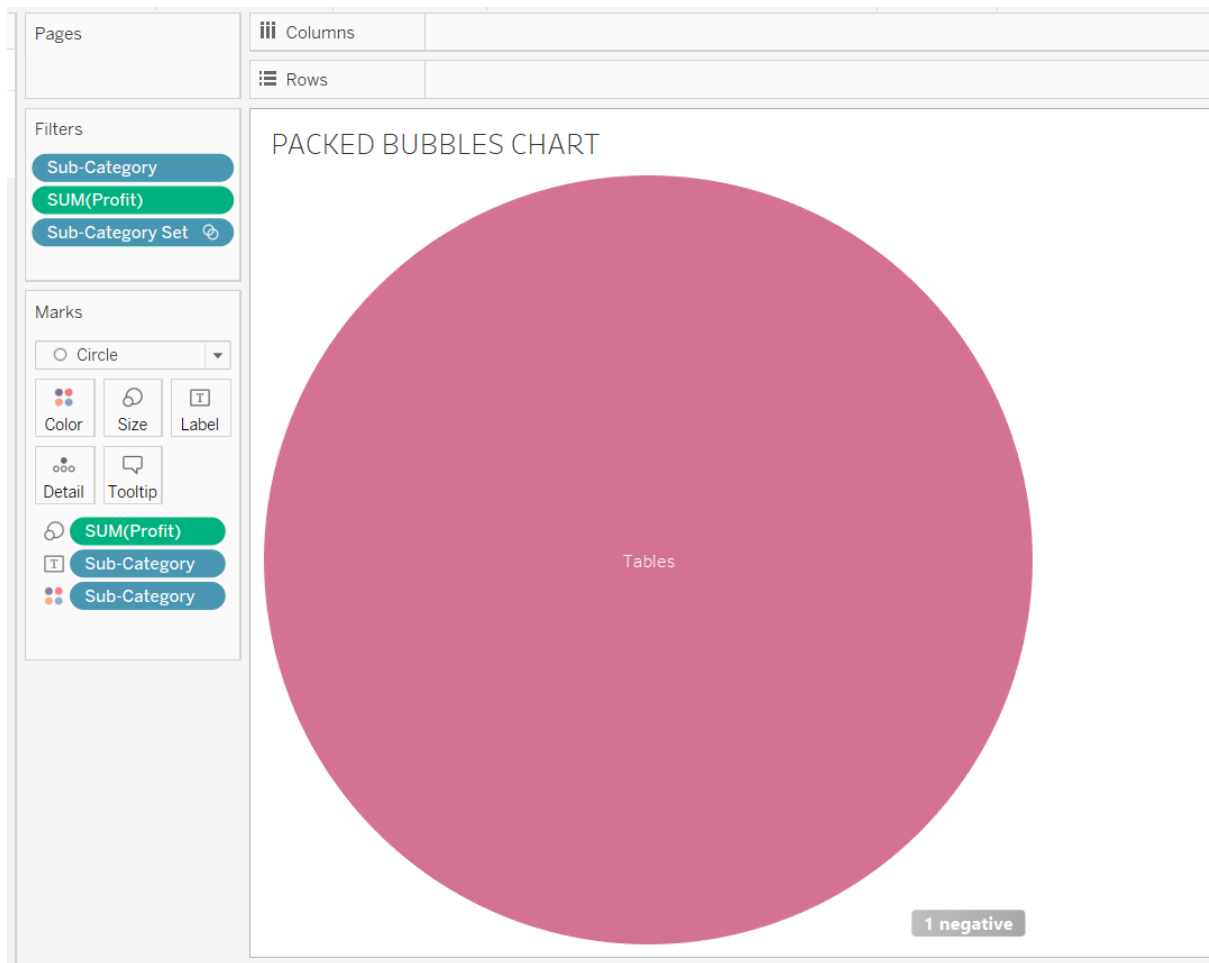 Pages
Columns
Rows
Filters
Sub-Category
SUM(Profit)
Sub-Category Set
Marks
Circle
Color Size T Label
Detail Tooltip
SUM(Profit)
T Sub-Category
Sub-Category
PACKED BUBBLES CHART
Tables
1 negative